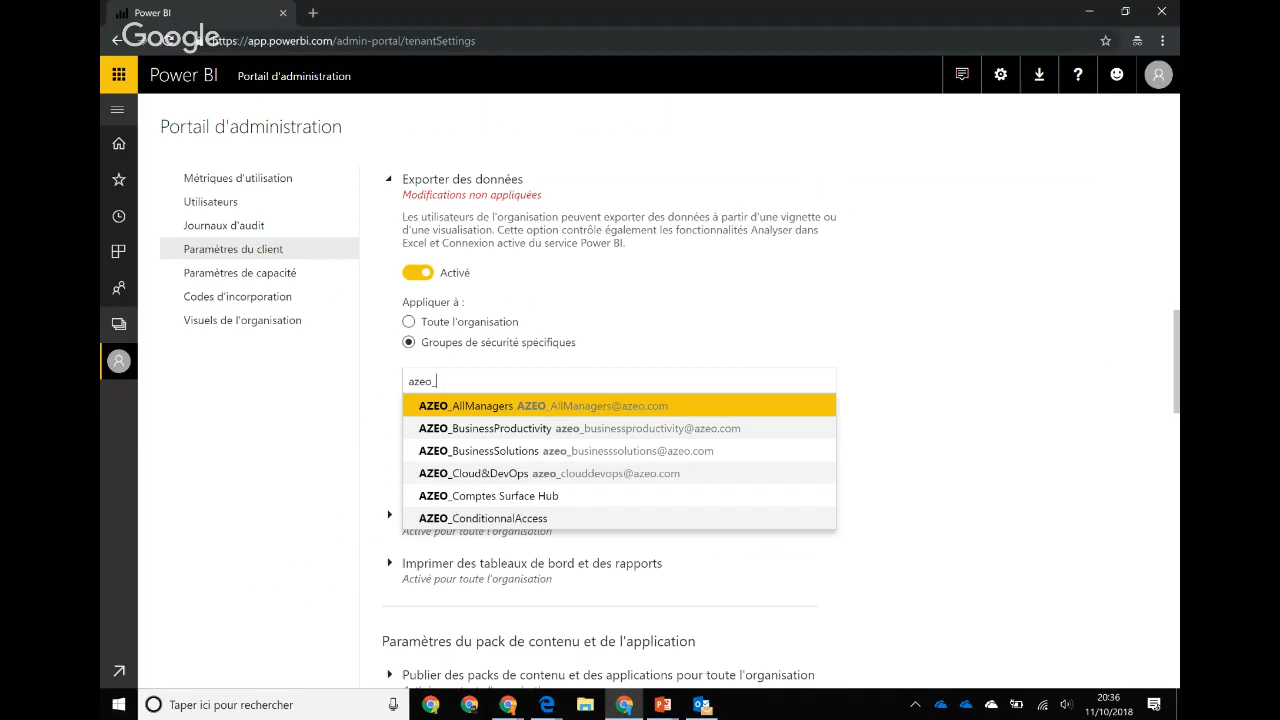 Power BI
Google
https://app.powerbi.com/admin-portal/tenantSettings
Power BI Portail d'administration
Portail d'administration
Métriques d'utilisation
Utilisateurs
Journaux d'audit
Paramètres du client
Paramètres de capacité
Codes d'incorporation
Visuels de l'organisation
Exporter des données
Modifications non appliquées
Les utilisateurs de l'organisation peuvent exporter des données à partir d'une vignette ou
d'une visualisation. Cette option contrôle également les fonctionnalités Analyser dans
Excel et Connexion active du service Power BI.
Activé
Appliquer à :
Toute l'organisation
Groupes de sécurité spécifiques
azeo_
AZEO_AllManagers AZEO_AllManagers@azeo.com
AZEO_BusinessProductivity azeo_businessproductivity@azeo.com
AZEO_BusinessSolutions azeo_businesssolutions@azeo.com
AZEO_Cloud&DevOps azeo_clouddevops@azeo.com
AZEO_Comptes Surface Hub
AZEO_ConditionnalAccess
Activé pour toute l'organisation
Imprimer des tableaux de bord et des rapports
Activé pour toute l'organisation
Paramètres du pack de contenu et de l'application
Publier des packs de contenu et des applications pour toute l'organisation
Taper ici pour rechercher
20:36
11/10/2018